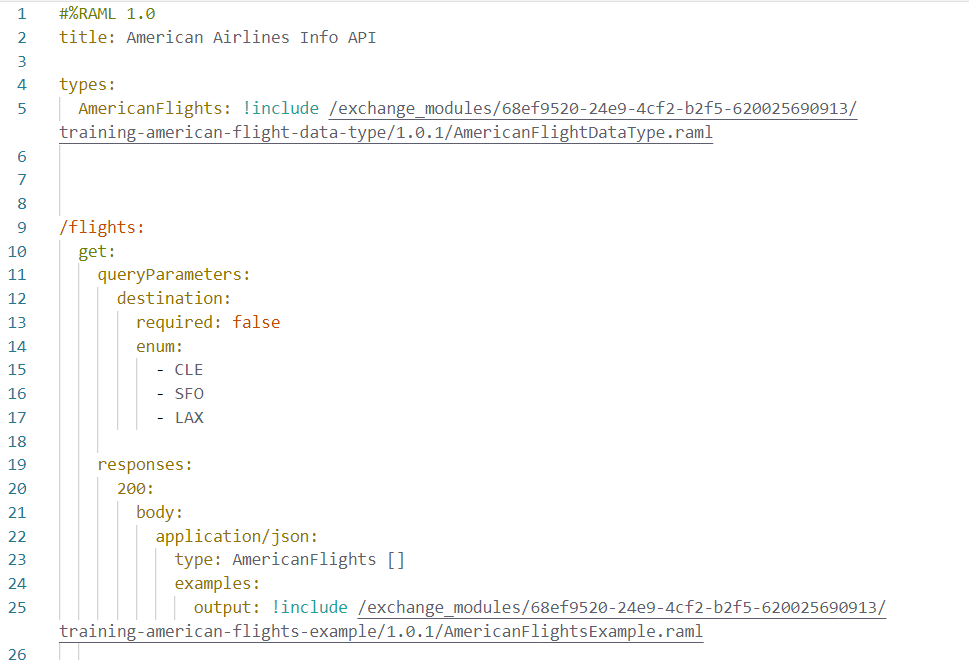 1 #%RAML 1.0
2 title: American Airlines Info API
3
4 types:
5 AmericanFlights: !include /exchange_modules/68ef9520-24e9-4cf2-b2f5-620025690913/
training-american-flight-data-type/1.0.1/AmericanFlightDataType.raml
6
7
8
9 /flights:
10 get:
11 queryParameters:
12 destination:
13 required: false
14 enum:
15 - CLE
16 - SFO
17 - LAX
18
19 responses:
20 200:
21 body:
22 application/json:
23 type: AmericanFlights []
24 examples:
25 output: !include /exchange_modules/68ef9520-24e9-4cf2-b2f5-620025690913/
training-american-flights-example/1.0.1/AmericanFlightsExample.raml
26